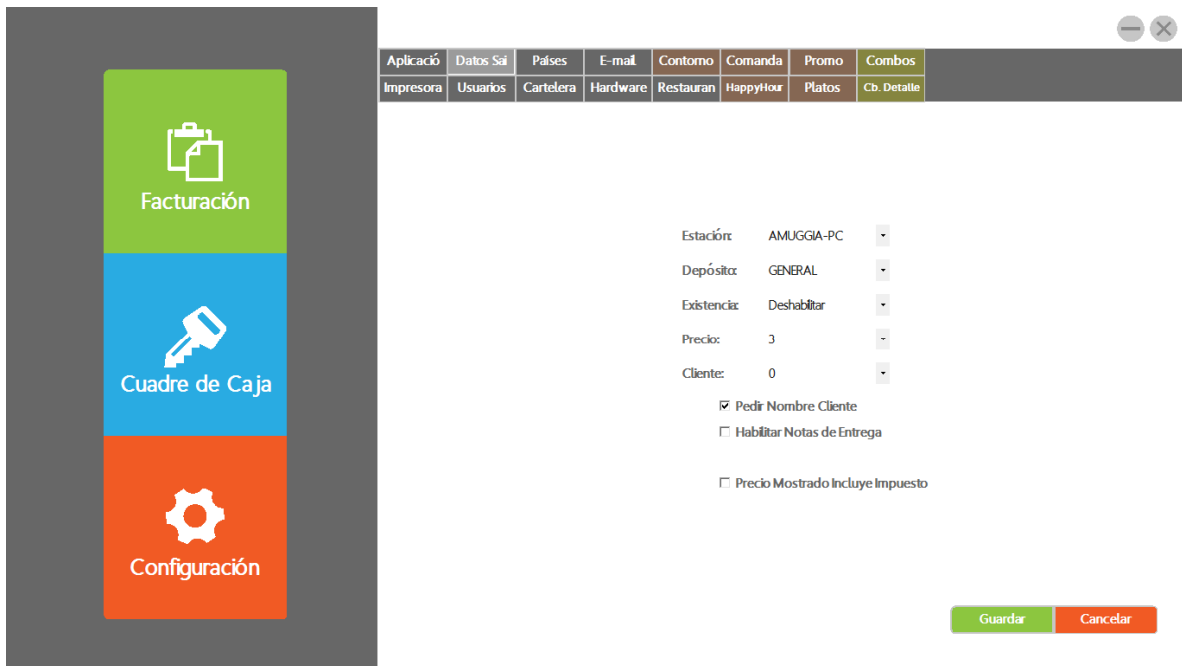 Aplicació Datos Sai Países E-mail Contorno Comanda Promo Combos
Impresora Usuarios Cartelera Hardware Restauran HappyHour Platos Cb. Detalle
Facturación
Cuadre de Caja
Configuración
Estación: AMUGGIA-PC
Depósito: GENERAL
Existencia: Deshabilitar
Precio: 3
Cliente: 0
Pedir Nombre Cliente
Habilitar Notas de Entrega
Precio Mostrado Incluye Impuesto
Guardar Cancelar